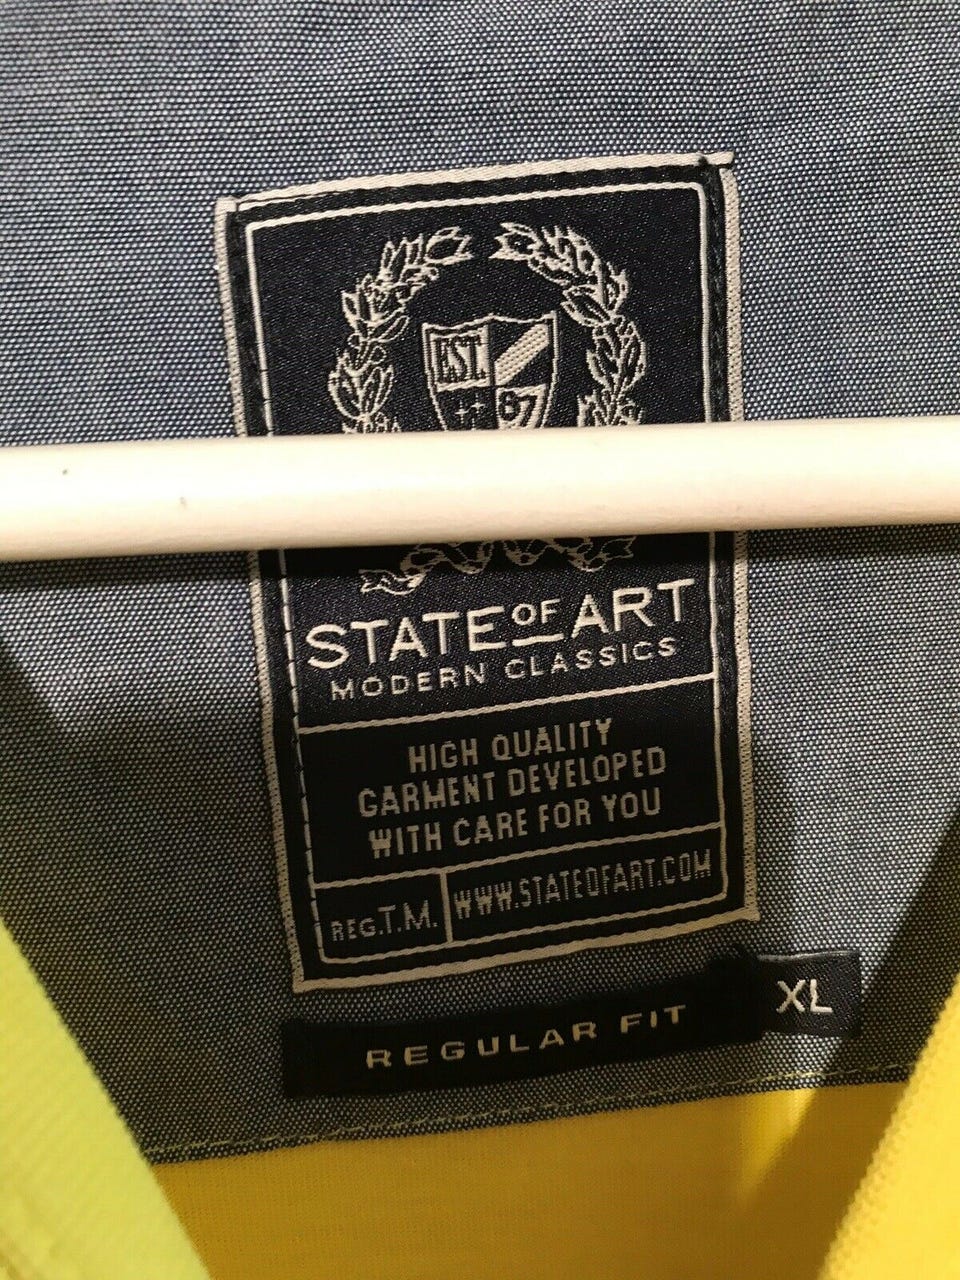 EST.
87
STATE OF ART
MODERN CLASSICS
HIGH QUALITY
GARMENT DEVELOPED
WITH CARE FOR YOU
REG.T.M. WWW.STATEOFART.COM
REGULAR FIT XL